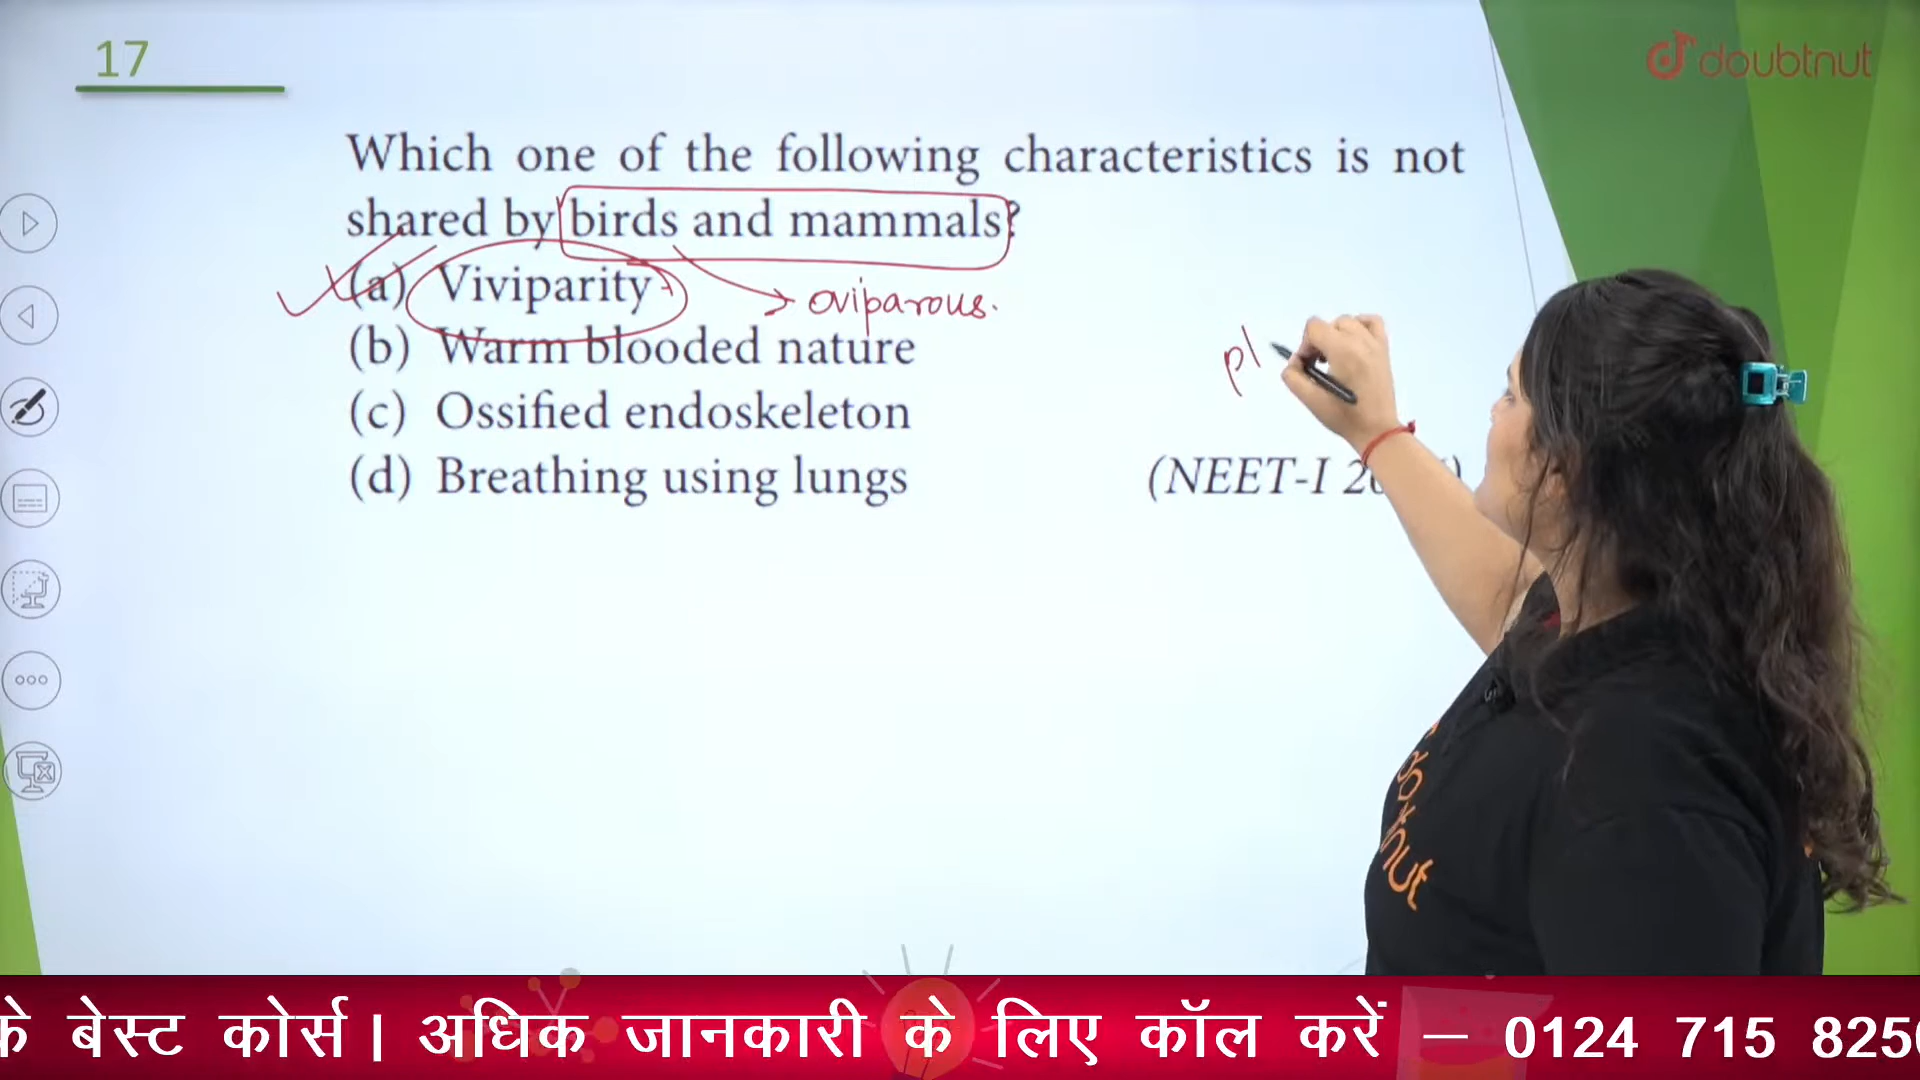 17
doubtnut
Which one of the following characteristics is not
shared by birds and mammals?
(a) Viviparity
→ oviparous.
(b) Warm blooded nature
pl
(c) Ossified endoskeleton
(d) Breathing using lungs
(NEET-I
doubtnut
के बेस्ट कोर्स। अधिक जानकारी के लिए कॉल करें – 0124 715 825